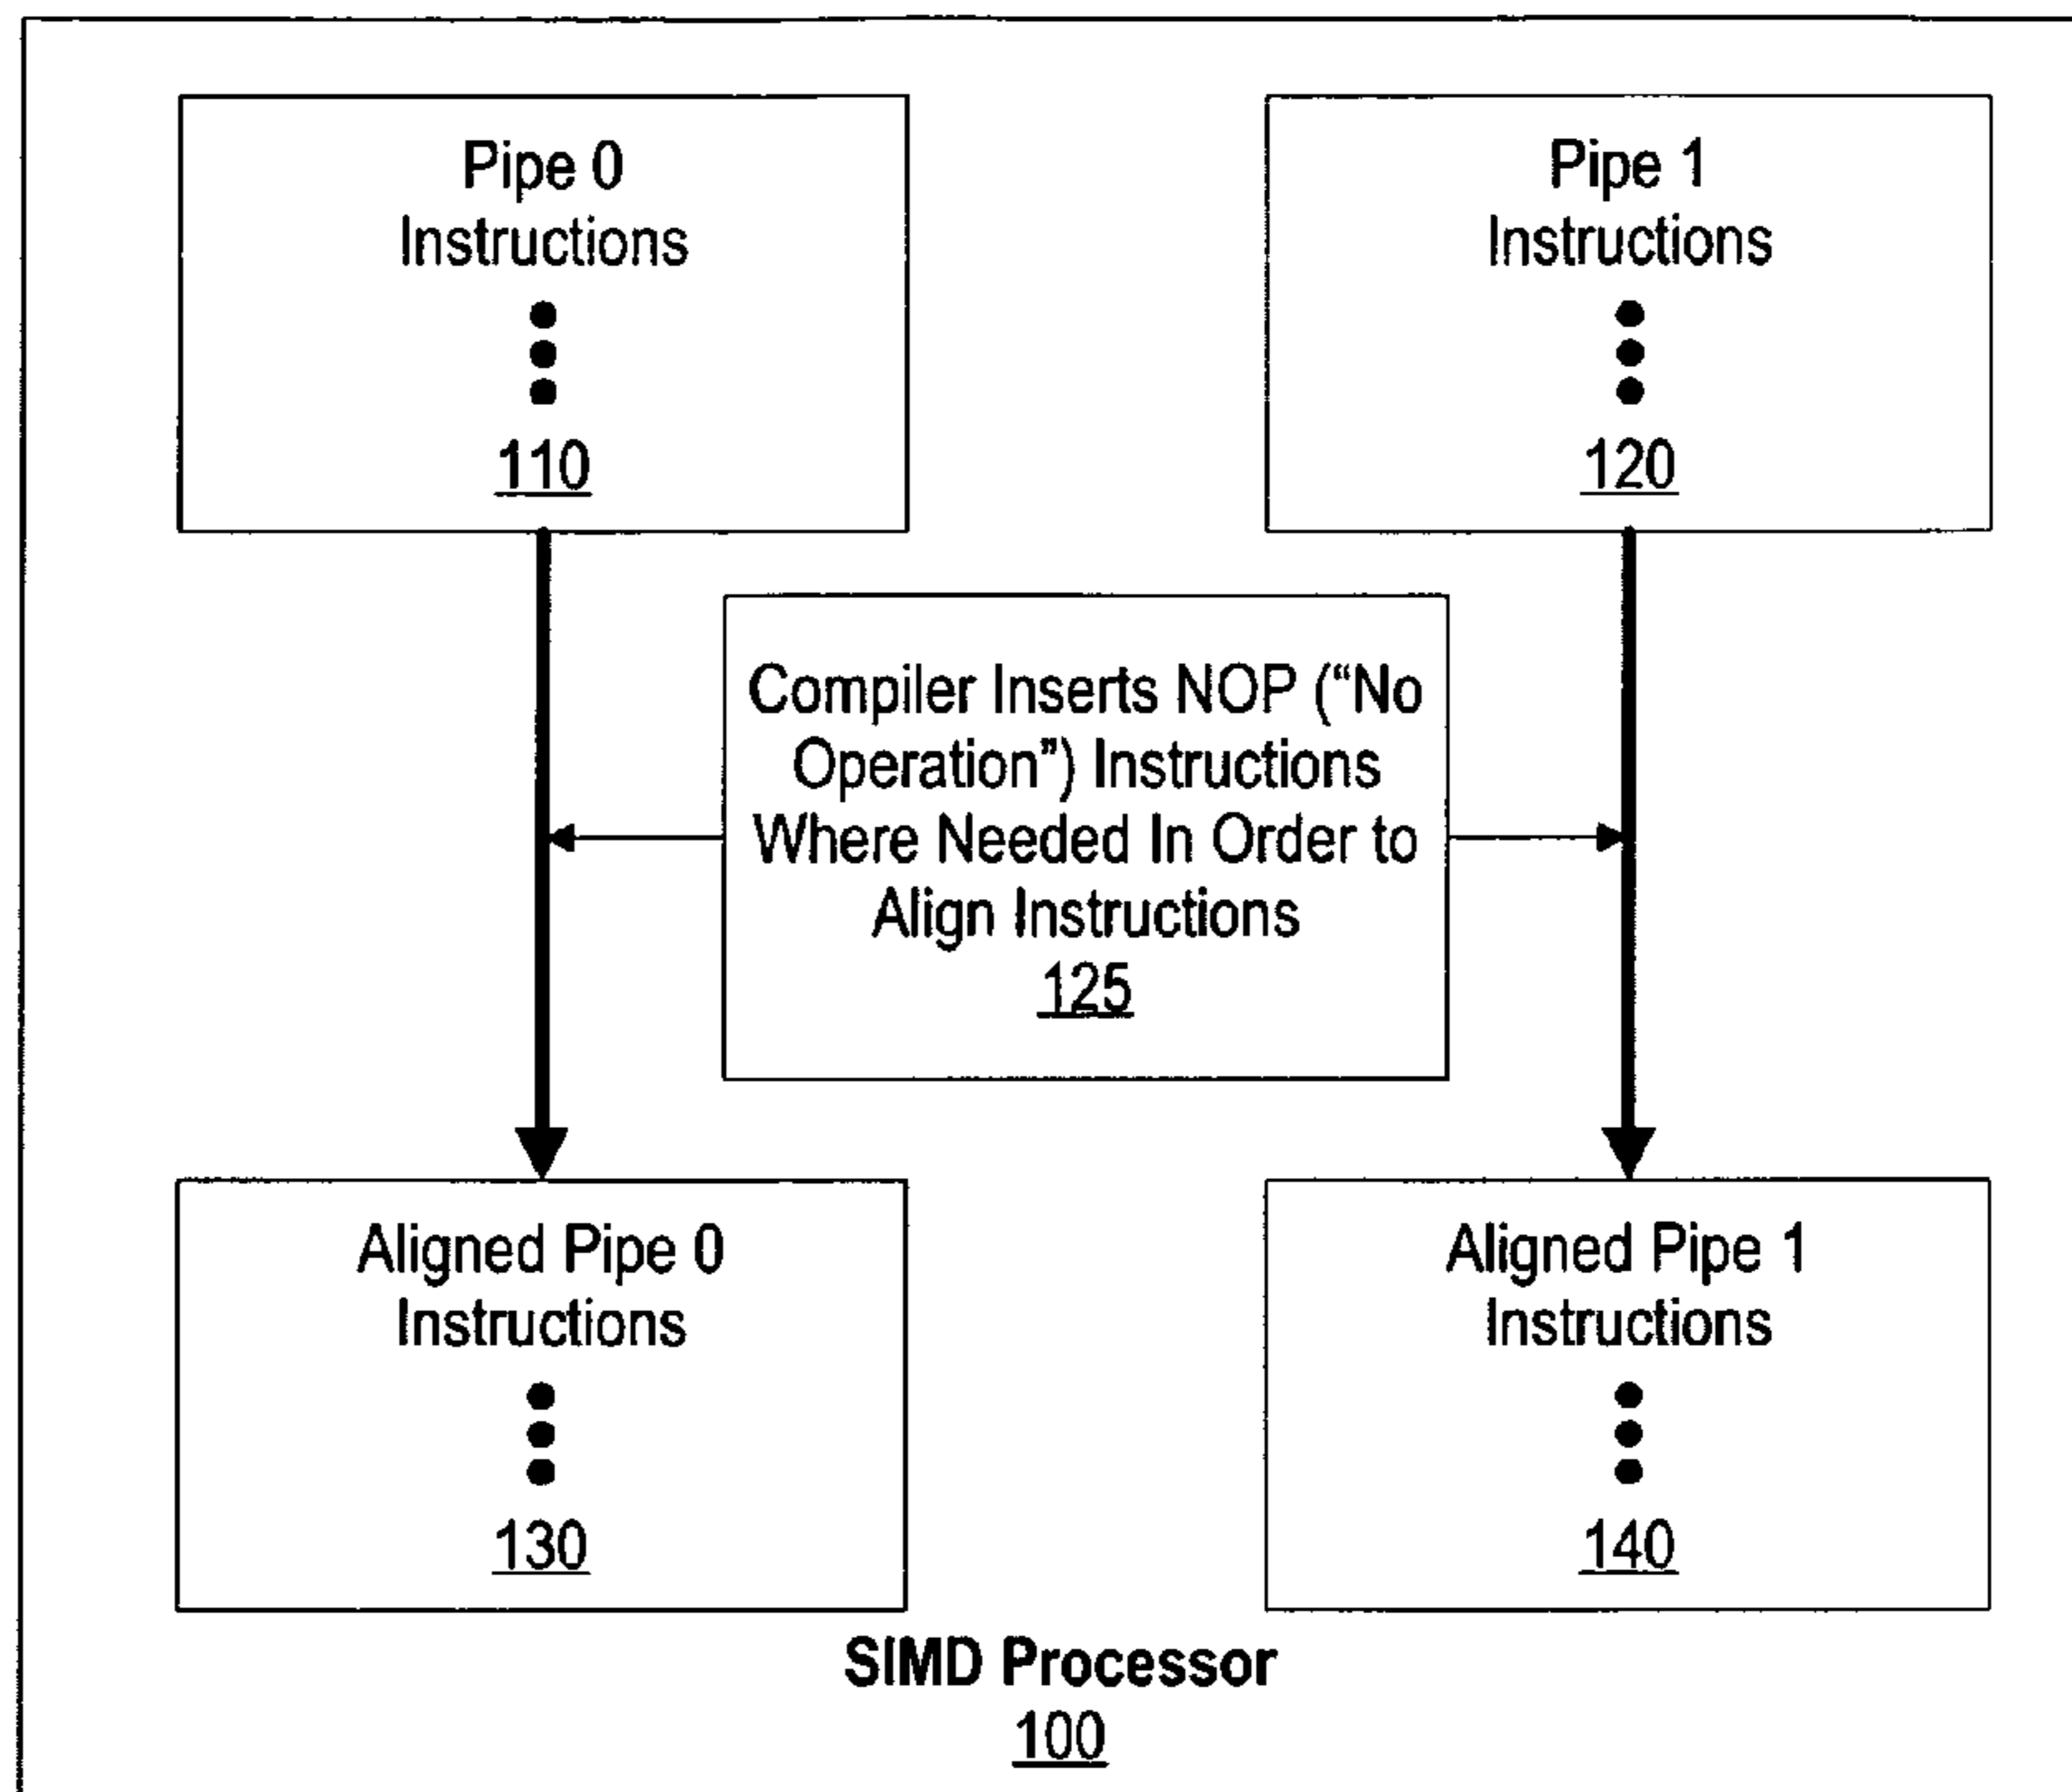 Pipe 0
Instructions
110
Pipe 1
Instructions
120
Compiler Inserts NOP (“No
Operation”) Instructions
Where Needed In Order to
Align Instructions
125
Aligned Pipe 0
Instructions
130
Aligned Pipe 1
Instructions
140
SIMD Processor
100